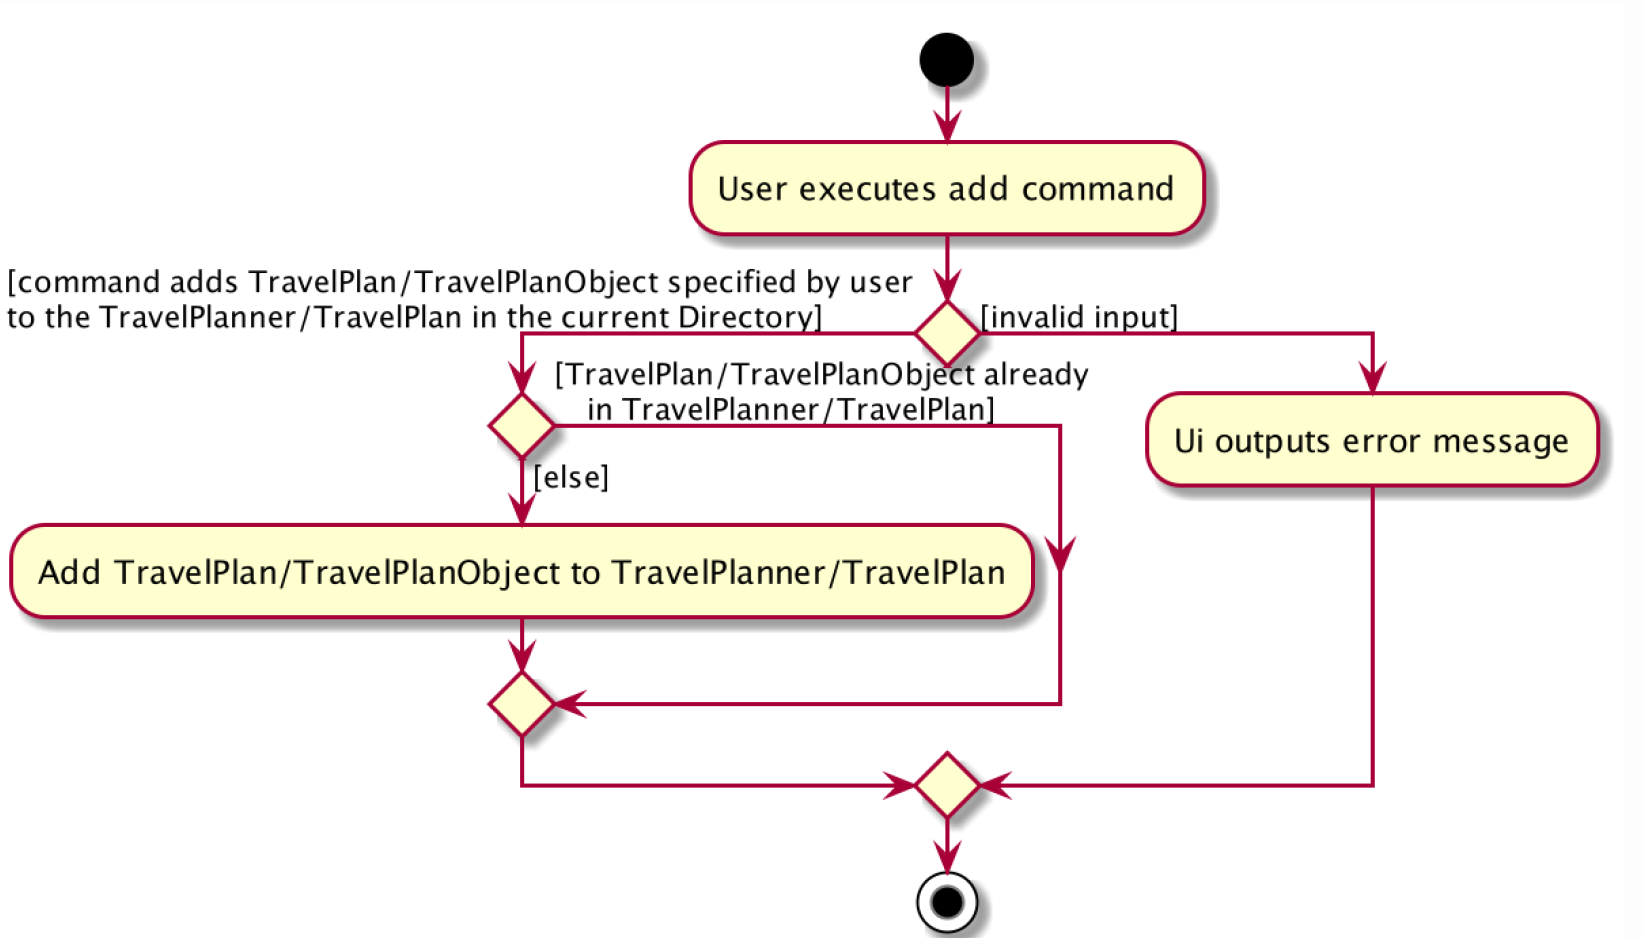 User executes add command
[command adds TravelPlan/TravelPlanObject specified by user
to the TravelPlanner/TravelPlan in the current Directory]
[invalid input]
[TravelPlan/TravelPlanObject already
in TravelPlanner/TravelPlan]
Ui outputs error message
[else]
Add TravelPlan/TravelPlanObject to TravelPlanner/TravelPlan